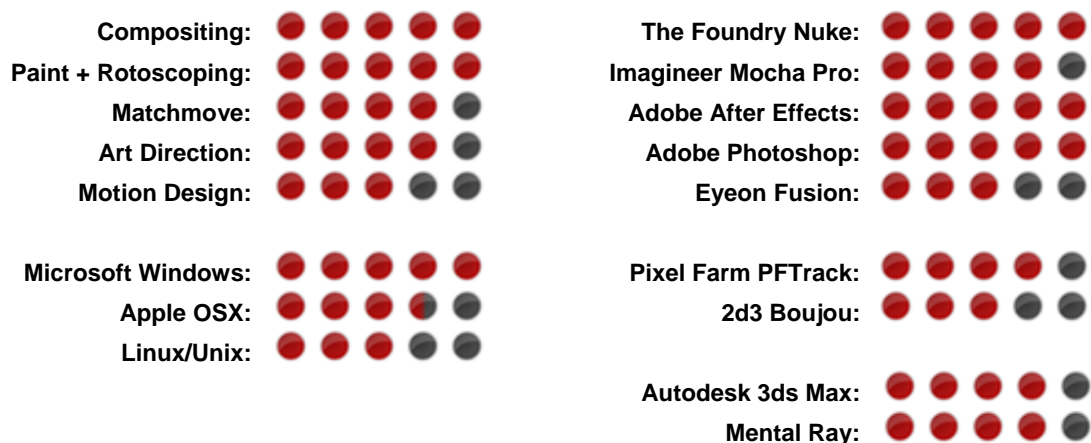 Compositing:
Paint + Rotoscoping:
Matchmove:
Art Direction:
Motion Design:
Microsoft Windows:
Apple OSX:
Linux/Unix:
The Foundry Nuke:
Imagineer Mocha Pro:
Adobe After Effects:
Adobe Photoshop:
Eyeon Fusion:
Pixel Farm PFTrack:
2d3 Boujou:
Autodesk 3ds Max:
Mental Ray: